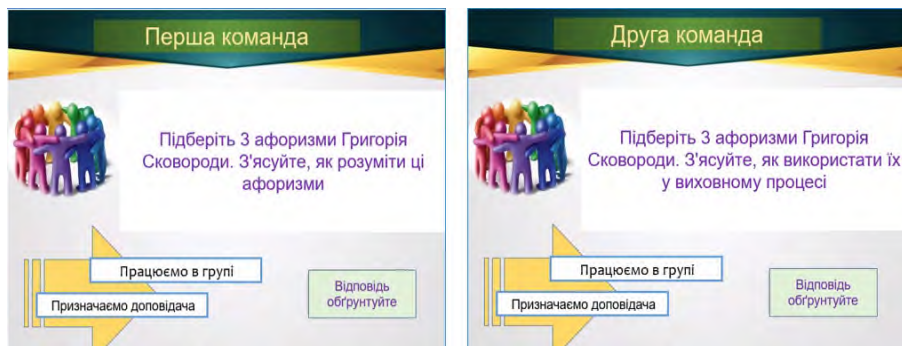 Перша команда
Підберіть 3 афоризми Григорія
Сковороди. З'ясуйте, як розуміти ці
афоризми
Працюємо в групі
Призначаємо доповідача
Відповідь
обґрунтуйте
Друга команда
Підберіть 3 афоризми Григорія
Сковороди. З'ясуйте, як використати їх
у виховному процесі
Працюємо в групі
Призначаємо доповідача
Відповідь
обґрунтуйте